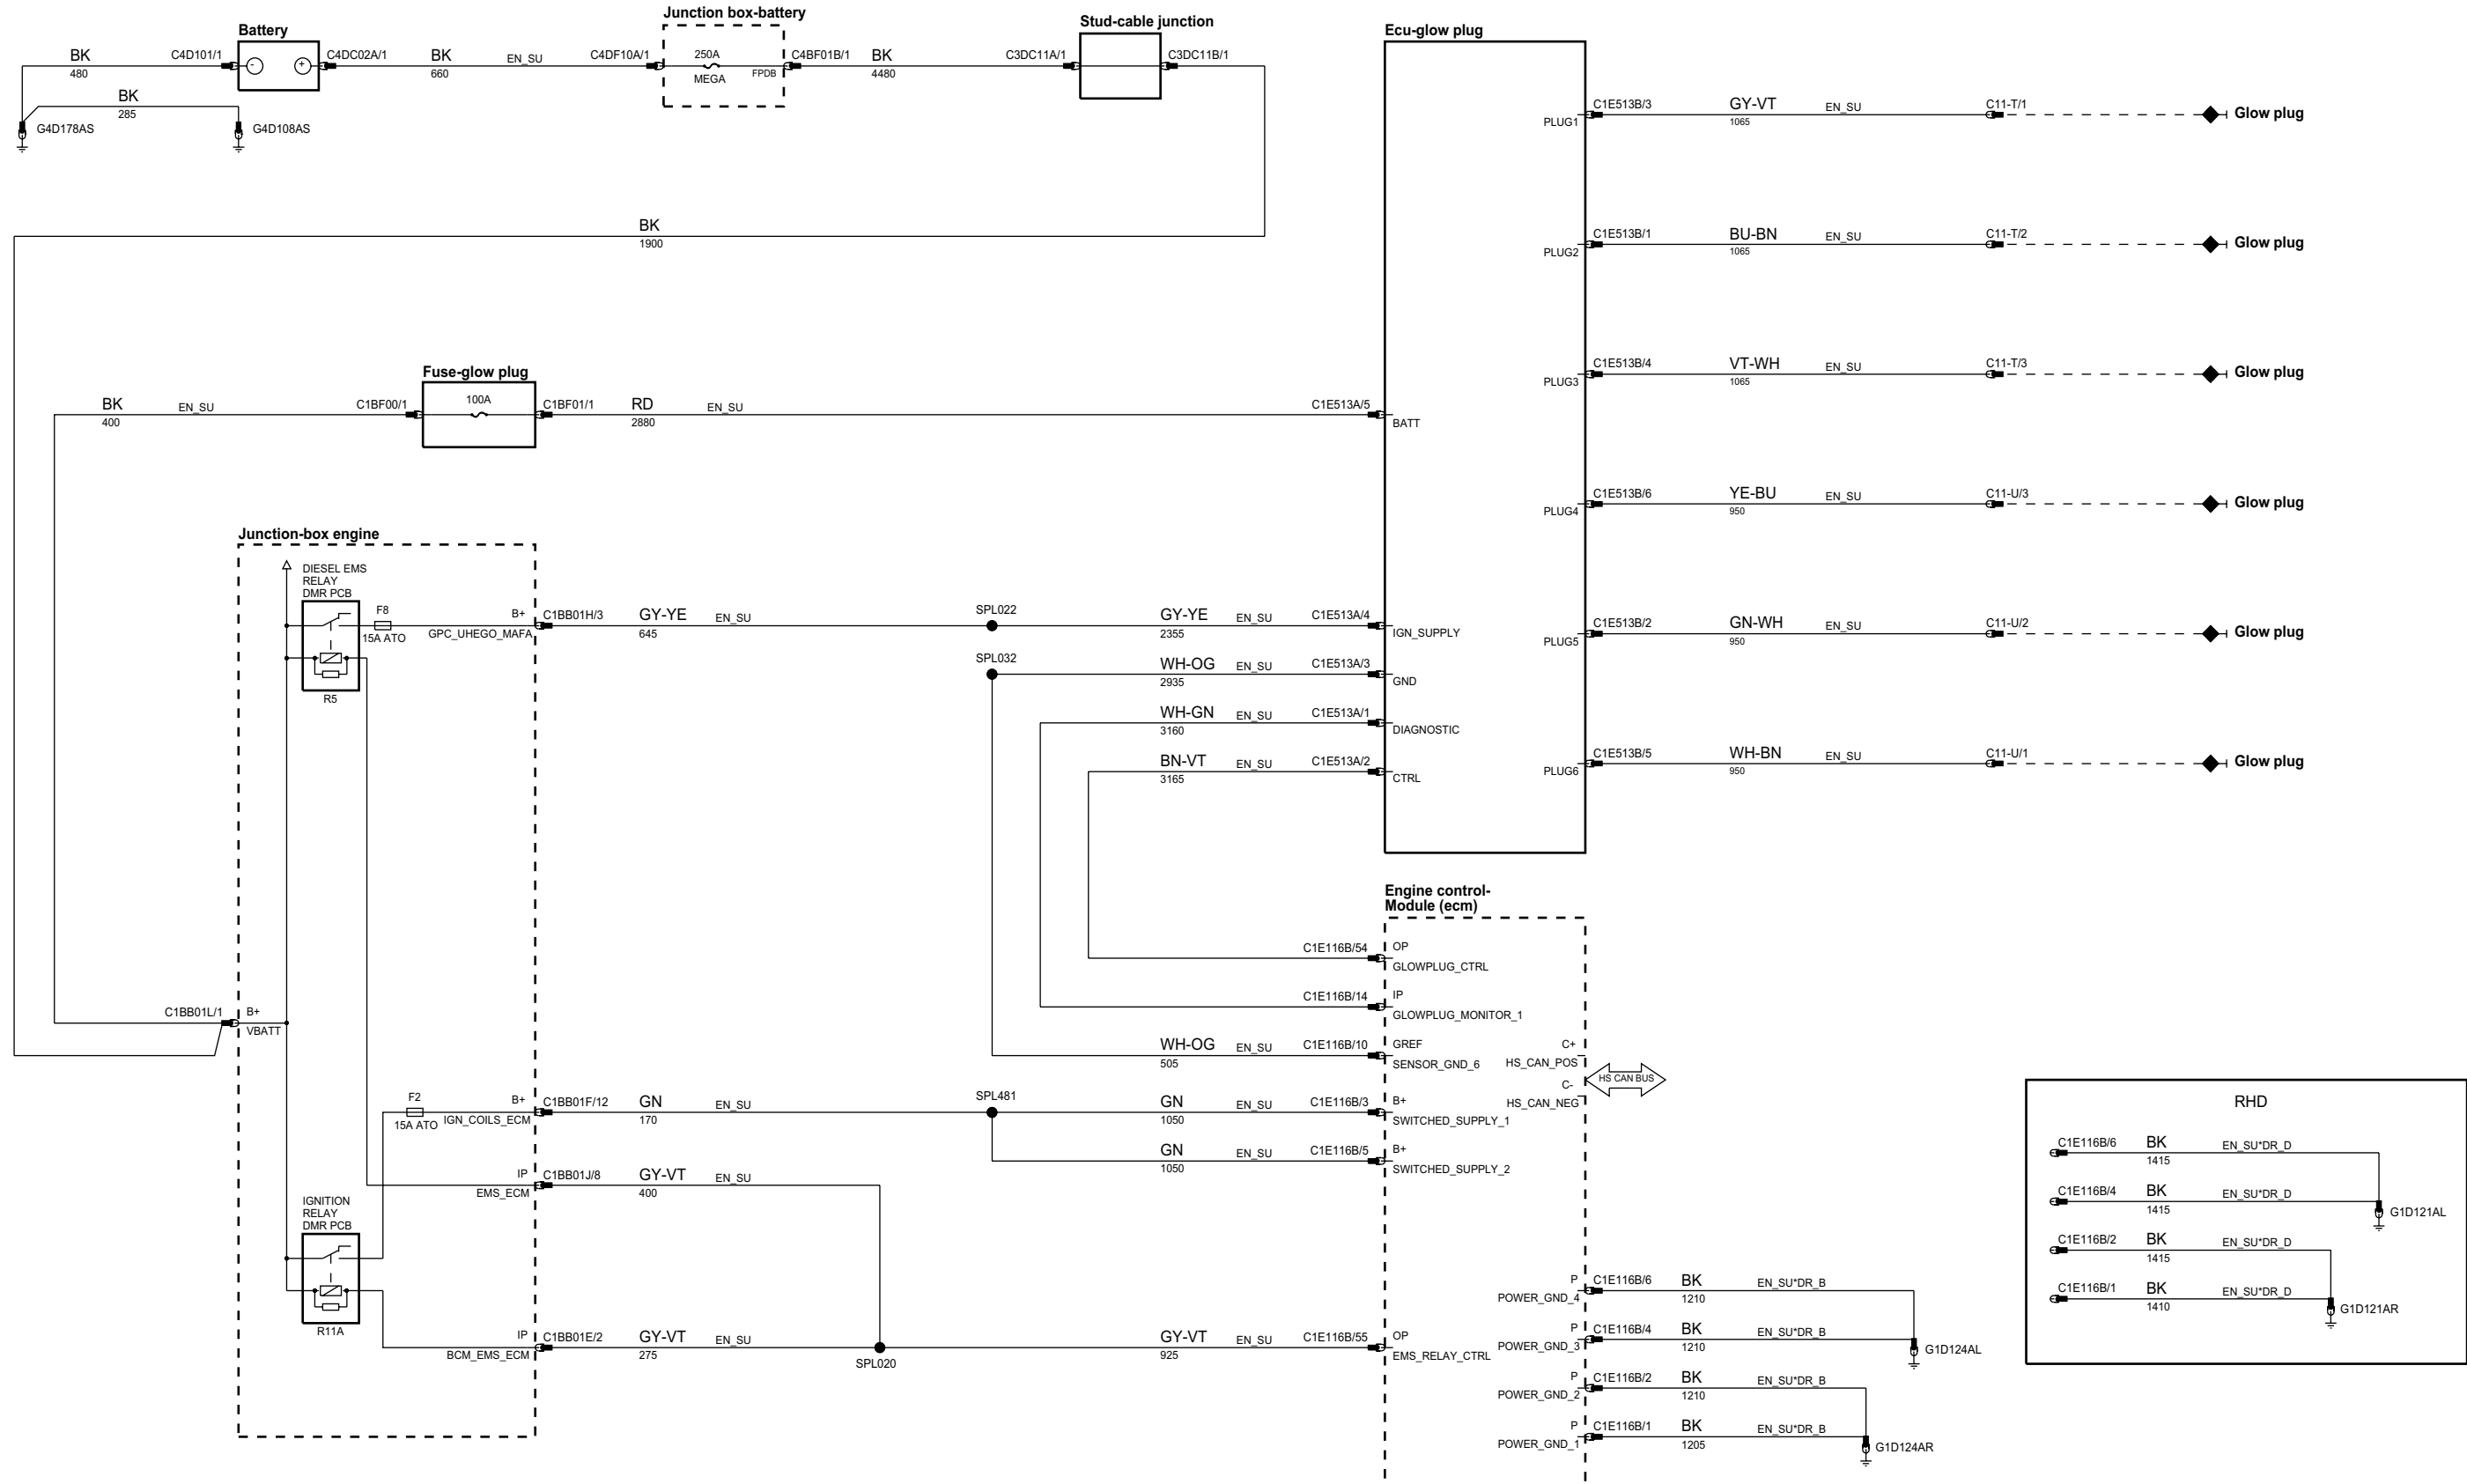 Junction box-battery
Battery
Stud-cable junction
Ecu-glow plug
BK
480
C4D101/1
-
+
C4DC02A/1
BK
660
EN_SU
C4DF10A/1
250A
MEGA
FPDB
C4BF01B/1
BK
4480
C3DC11A/1
C3DC11B/1
BK
285
G4D178AS
G4D108AS
BK
1900
PLUG1
C1E513B/3
GY-VT
1065
EN_SU
C11-T/1
Glow plug
PLUG2
C1E513B/1
BU-BN
1065
EN_SU
C11-T/2
Glow plug
PLUG3
C1E513B/4
VT-WH
1065
EN_SU
C11-T/3
Glow plug
Fuse-glow plug
BK
400
EN_SU
C1BF00/1
100A
C1BF01/1
RD
2880
EN_SU
C1E513A/5
BATT
PLUG4
C1E513B/6
YE-BU
950
EN_SU
C11-U/3
Glow plug
Junction-box engine
DIESEL EMS
RELAY
DMR PCB
R5
F8
15A ATO
B+
GPC_UHEGO_MAFA
C1BB01H/3
GY-YE
645
EN_SU
SPL022
GY-YE
2355
EN_SU
C1E513A/4
IGN_SUPPLY
PLUG5
C1E513B/2
GN-WH
950
EN_SU
C11-U/2
Glow plug
SPL032
WH-OG
2935
EN_SU
C1E513A/3
GND
WH-GN
3160
EN_SU
C1E513A/1
DIAGNOSTIC
BN-VT
3165
EN_SU
C1E513A/2
CTRL
PLUG6
C1E513B/5
WH-BN
950
EN_SU
C11-U/1
Glow plug
Engine control-
Module (ecm)
C1E116B/54
OP
GLOWPLUG_CTRL
C1E116B/14
IP
GLOWPLUG_MONITOR_1
C1BB01L/1
B+
VBATT
WH-OG
505
EN_SU
C1E116B/10
GREF
SENSOR_GND_6
C+
HS_CAN_POS
C-
HS_CAN_NEG
HS CAN BUS
F2
15A ATO
B+
IGN_COILS_ECM
C1BB01F/12
GN
170
EN_SU
SPL481
GN
1050
EN_SU
C1E116B/3
B+
SWITCHED_SUPPLY_1
GN
1050
EN_SU
C1E116B/5
B+
SWITCHED_SUPPLY_2
IP
EMS_ECM
C1BB01J/8
GY-VT
400
EN_SU
IGNITION
RELAY
DMR PCB
R11A
IP
BCM_EMS_ECM
C1BB01E/2
GY-VT
275
EN_SU
SPL020
GY-VT
925
EN_SU
C1E116B/55
OP
EMS_RELAY_CTRL
P
POWER_GND_4
C1E116B/6
BK
1210
EN_SU*DR_B
P
POWER_GND_3
C1E116B/4
BK
1210
EN_SU*DR_B
G1D124AL
P
POWER_GND_2
C1E116B/2
BK
1210
EN_SU*DR_B
P
POWER_GND_1
C1E116B/1
BK
1205
EN_SU*DR_B
G1D124AR
RHD
C1E116B/6
BK
1415
EN_SU*DR_D
C1E116B/4
BK
1415
EN_SU*DR_D
G1D121AL
C1E116B/2
BK
1415
EN_SU*DR_D
C1E116B/1
BK
1410
EN_SU*DR_D
G1D121AR